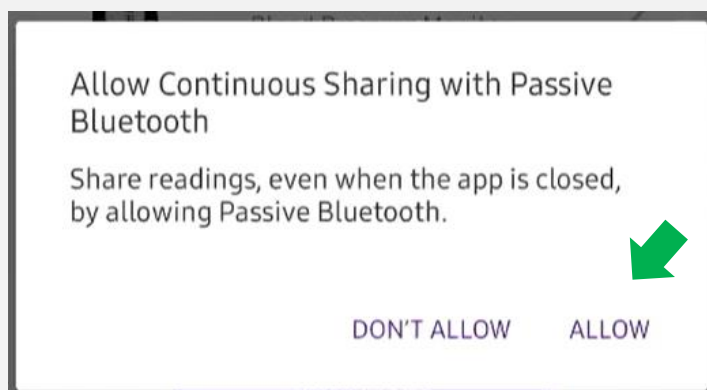 Allow Continuous Sharing with Passive
Bluetooth
Share readings, even when the app is closed,
by allowing Passive Bluetooth.
DON'T ALLOW ALLOW